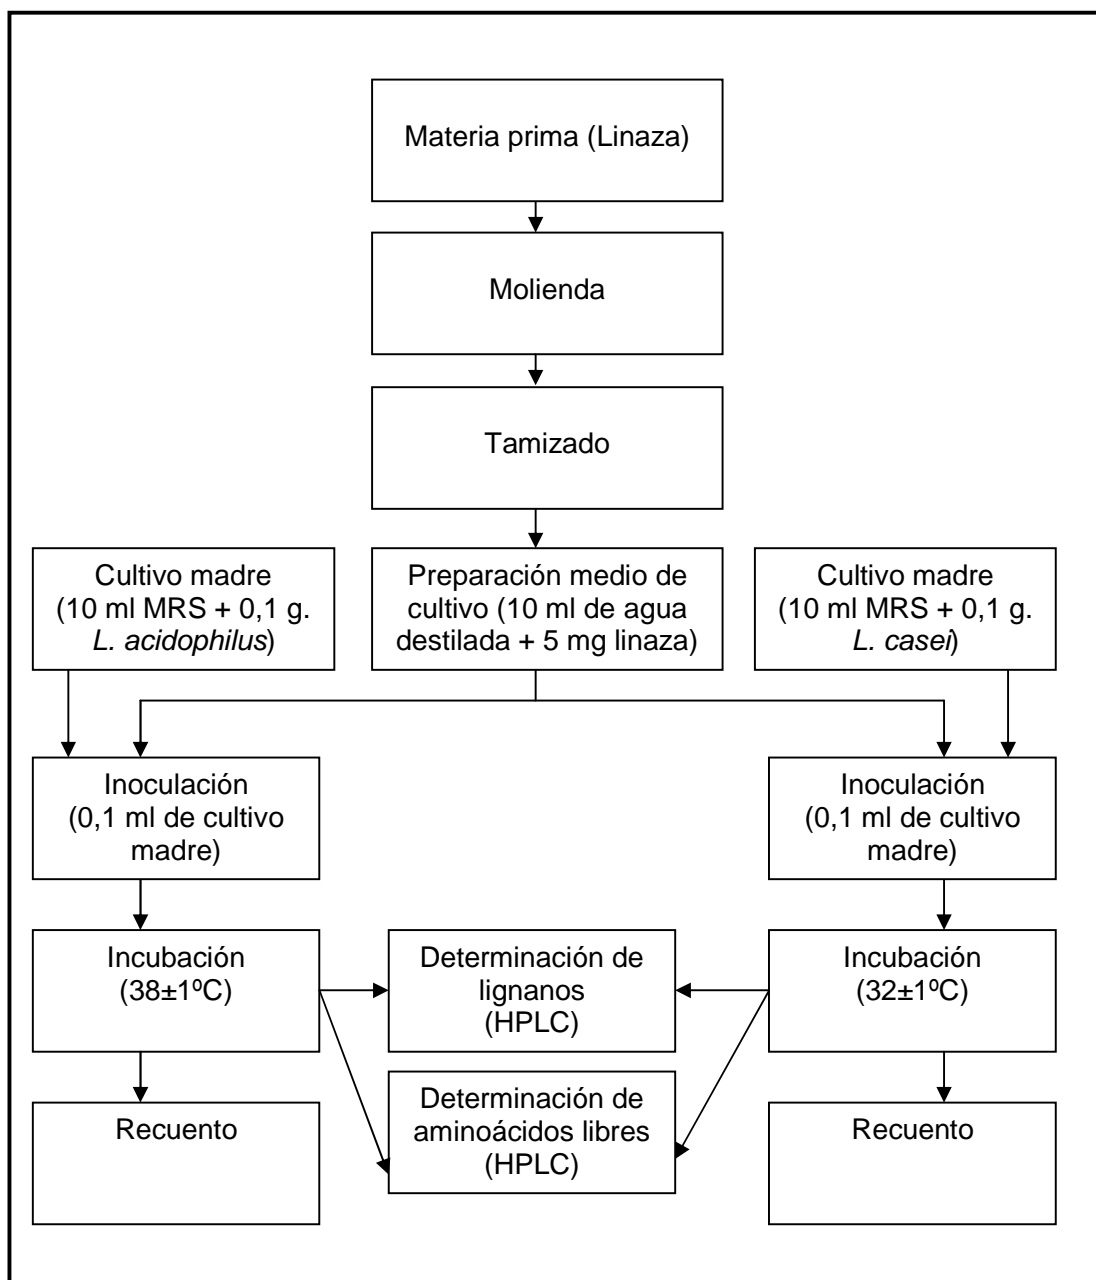 Materia prima (Linaza)
Molienda
Tamizado
Cultivo madre
(10 ml MRS + 0,1 g.
L. acidophilus)
Preparación medio de
cultivo (10 ml de agua
destilada + 5 mg linaza)
Cultivo madre
(10 ml MRS + 0,1 g.
L. casei)
Inoculación
(0,1 ml de cultivo
madre)
Inoculación
(0,1 ml de cultivo
madre)
Incubación
(38±1ºC)
Determinación de
lignanos
(HPLC)
Incubación
(32±1ºC)
Recuento
Determinación de
aminoácidos libres
(HPLC)
Recuento